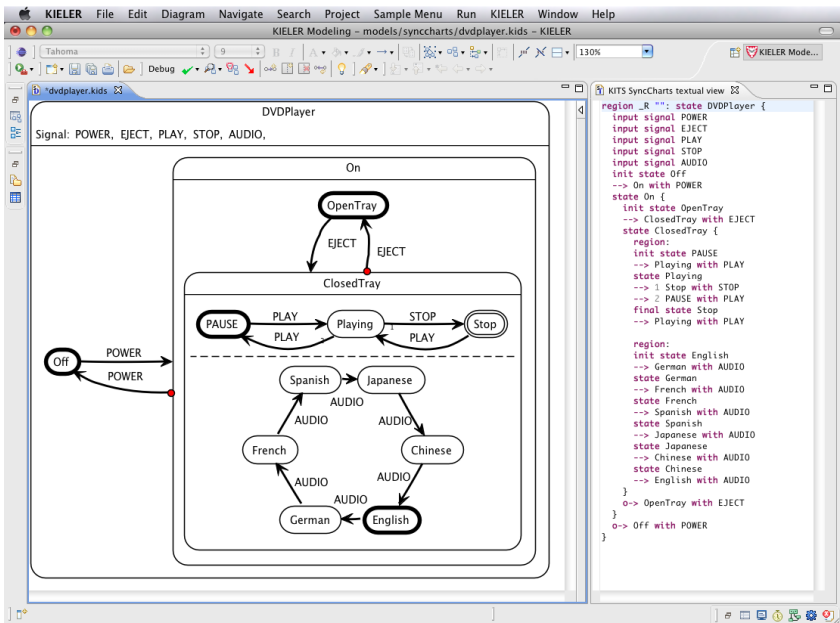 KIELER File Edit Diagram Navigate Search Project Sample Menu Run KIELER Window Help
KIELER Modeling – models/synccharts/dvdplayer.kids – KIELER
Tahoma 9 B I A 130% KIELER Mode...
Debug
*dvdplayer.kids
DVDPlayer
Signal: POWER, EJECT, PLAY, STOP, AUDIO,
On
OpenTray
EJECT
EJECT
ClosedTray
PAUSE
PLAY
PLAY
Playing
1
STOP
PLAY
Stop
Off
POWER
POWER
Spanish
Japanese
AUDIO
AUDIO
AUDIO
French
Chinese
AUDIO
AUDIO
AUDIO
German
English
KITS SyncCharts textual view
region _R "": state DVDPlayer {
input signal POWER
input signal EJECT
input signal PLAY
input signal STOP
input signal AUDIO
init state Off
--> On with POWER
state On {
init state OpenTray
--> ClosedTray with EJECT
state ClosedTray {
region:
init state PAUSE
--> Playing with PLAY
state Playing
--> 1 Stop with STOP
--> 2 PAUSE with PLAY
final state Stop
--> Playing with PLAY
region:
init state English
--> German with AUDIO
state German
--> French with AUDIO
state French
--> Spanish with AUDIO
state Spanish
--> Japanese with AUDIO
state Japanese
--> Chinese with AUDIO
state Chinese
--> English with AUDIO
}
o-> OpenTray with EJECT
}
o-> Off with POWER
}